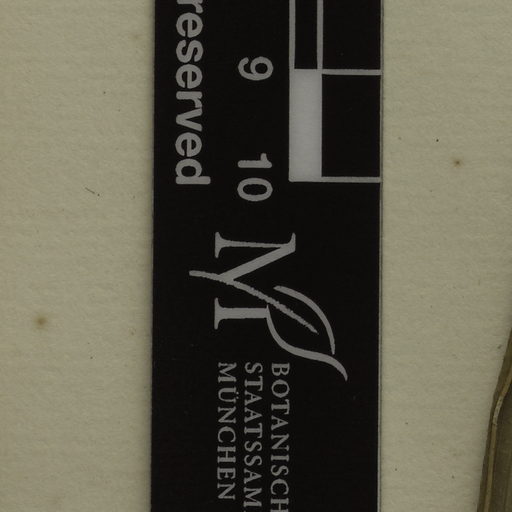 reserved
9 10
M
BOTANISCH
STAATSSAM
MÜNCHEN